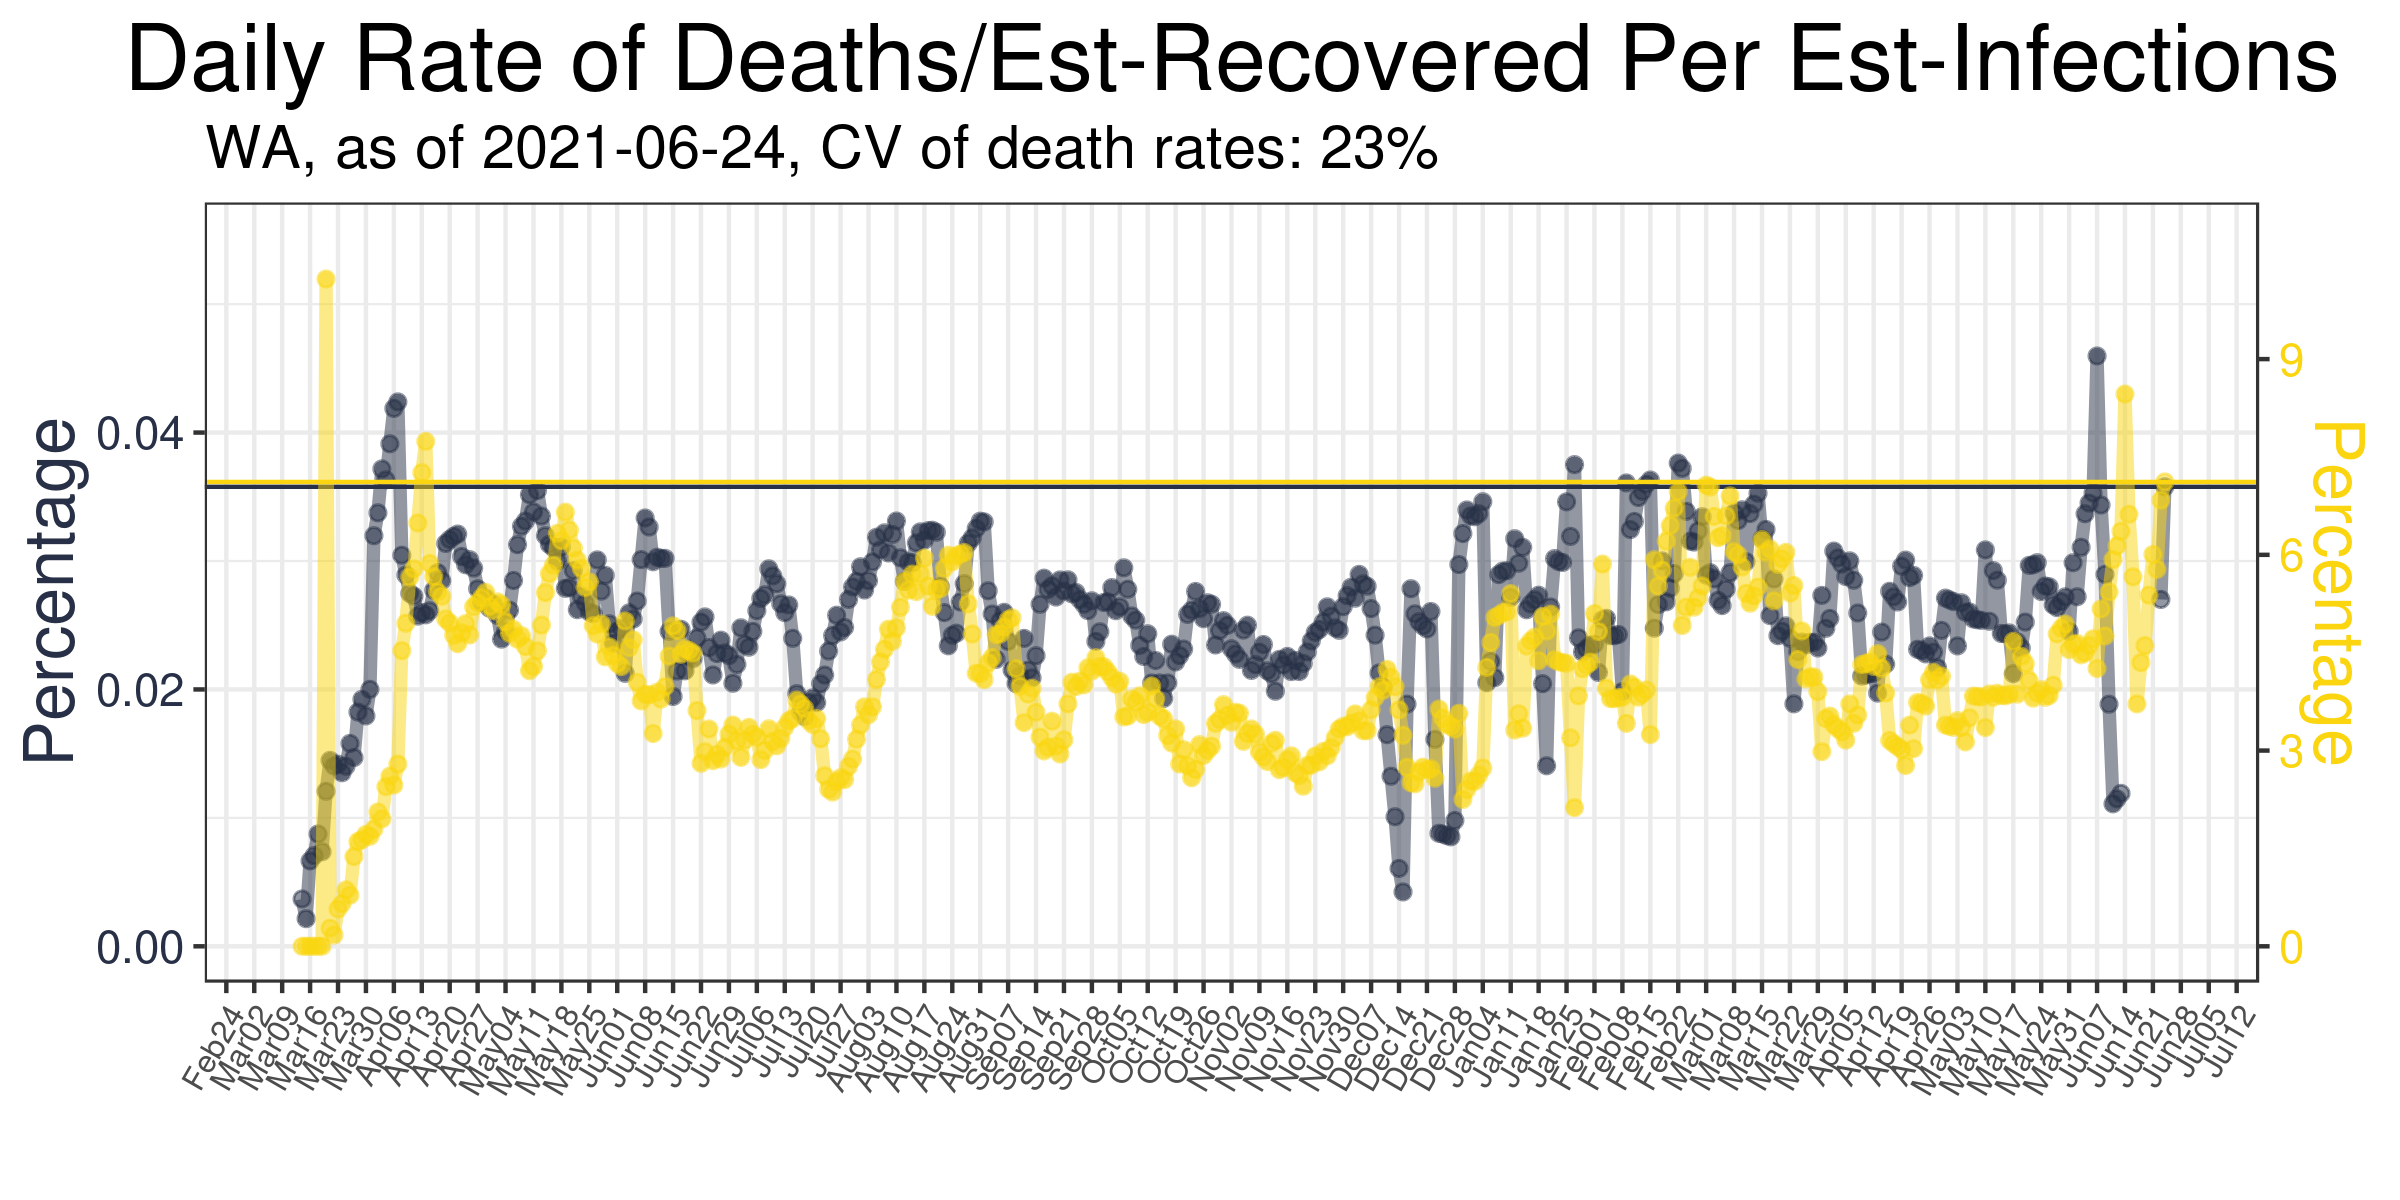 Daily Rate of Deaths/Est-Recovered Per Est-Infections
WA, as of 2021-06-24, CV of death rates: 23%
Percentage
0.04
0.02
0.00
9
6
3
0
Percentage
Feb24
Mar02
Mar09
Mar16
Mar23
Mar30
Apr06
Apr13
Apr20
Apr27
May04
May11
May18
May25
Jun01
Jun08
Jun15
Jun22
Jun29
Jul06
Jul13
Jul20
Jul27
Aug03
Aug10
Aug17
Aug24
Aug31
Sep07
Sep14
Sep21
Sep28
Oct05
Oct12
Oct19
Oct26
Nov02
Nov09
Nov16
Nov23
Nov30
Dec07
Dec14
Dec21
Dec28
Jan04
Jan11
Jan18
Jan25
Feb01
Feb08
Feb15
Feb22
Mar01
Mar08
Mar15
Mar22
Mar29
Apr05
Apr12
Apr19
Apr26
May03
May10
May17
May24
May31
Jun07
Jun14
Jun21
Jun28
Jul05
Jul12